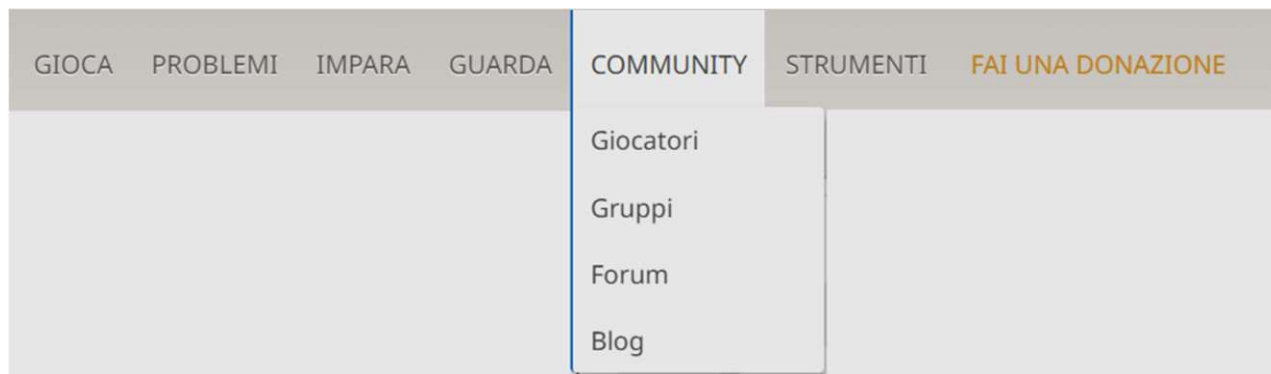 GIOCA PROBLEMI IMPARA GUARDA COMMUNITY STRUMENTI FAI UNA DONAZIONE
Giocatori
Gruppi
Forum
Blog